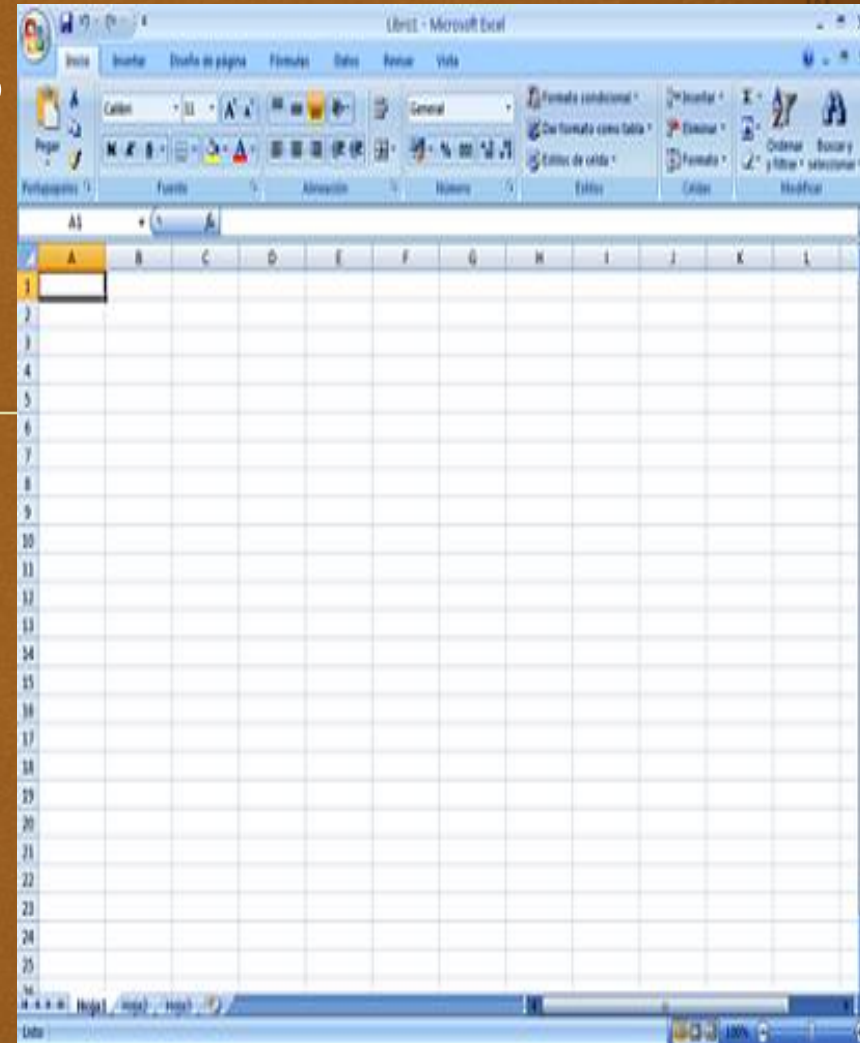 Libro1 - Microsoft Excel
Inicio Insertar Diseño de página Fórmulas Datos Revisar Vista
Pegar
Calibri 11 A A
General
Formato condicional
Dar formato como tabla
Estilos de celda
Insertar
Eliminar
Formato
Σ
Ordenar y filtrar
Buscar y seleccionar
N K S
A
%
Portapapeles Fuente Alineación Número Estilos Celdas Modificar
A1 fx
A B C D E F G H I J K L
1
2
3
4
5
6
7
8
9
10
11
12
13
14
15
16
17
18
19
20
21
22
23
24
25
Hoja1 Hoja2 Hoja3
Listo 100%